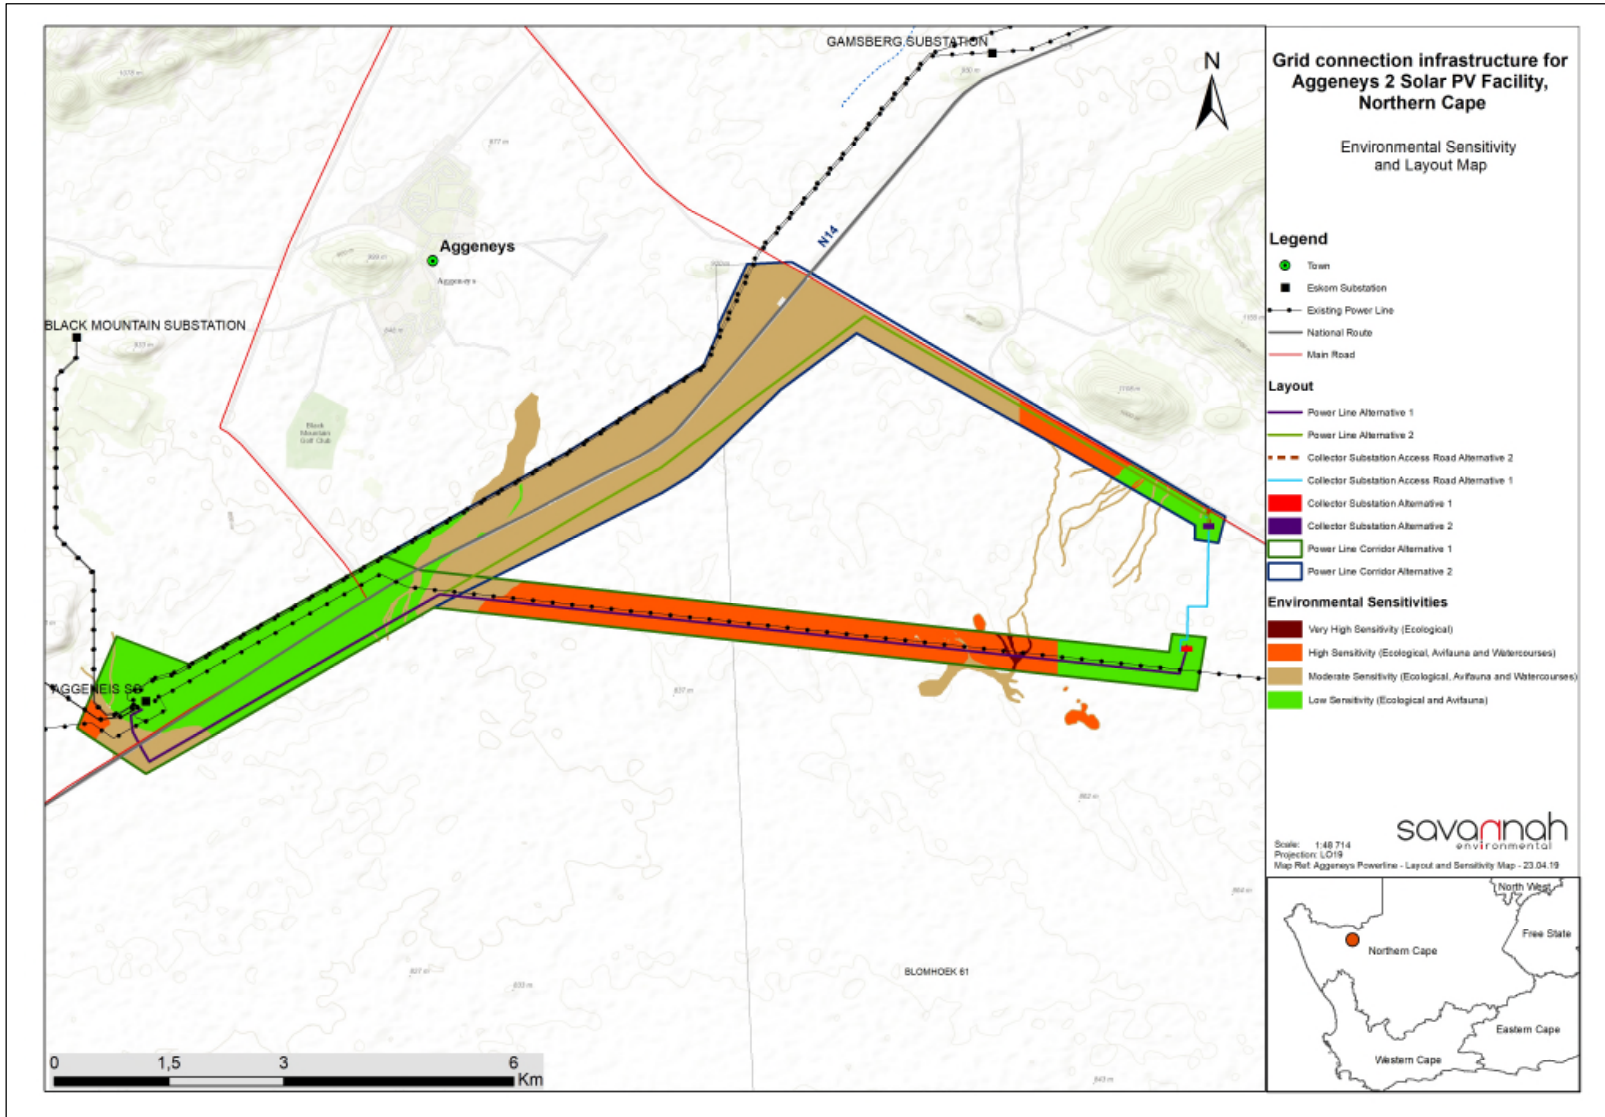 GAMSBERG SUBSTATION
N
N14
Aggeneys
Aggeneys
BLACK MOUNTAIN SUBSTATION
Black
Mountain
Golf Club
AGGENEIS SS
BLOMHOEK 61
0 1,5 3 6
Km
Grid connection infrastructure for
Aggeneys 2 Solar PV Facility,
Northern Cape
Environmental Sensitivity
and Layout Map
Legend
Town
Eskom Substation
Existing Power Line
National Route
Main Road
Layout
Power Line Alternative 1
Power Line Alternative 2
Collector Substation Access Road Alternative 2
Collector Substation Access Road Alternative 1
Collector Substation Alternative 1
Collector Substation Alternative 2
Power Line Corridor Alternative 1
Power Line Corridor Alternative 2
Environmental Sensitivities
Very High Sensitivity (Ecological)
High Sensitivity (Ecological, Avifauna and Watercourses)
Moderate Sensitivity (Ecological, Avifauna and Watercourses)
Low Sensitivity (Ecological and Avifauna)
savannah
environmental
Scale: 1:48 714
Projection: LO19
Map Ref: Aggeneys Powerline - Layout and Sensitivity Map - 23.04.19
North West
Free State
Northern Cape
Eastern Cape
Western Cape